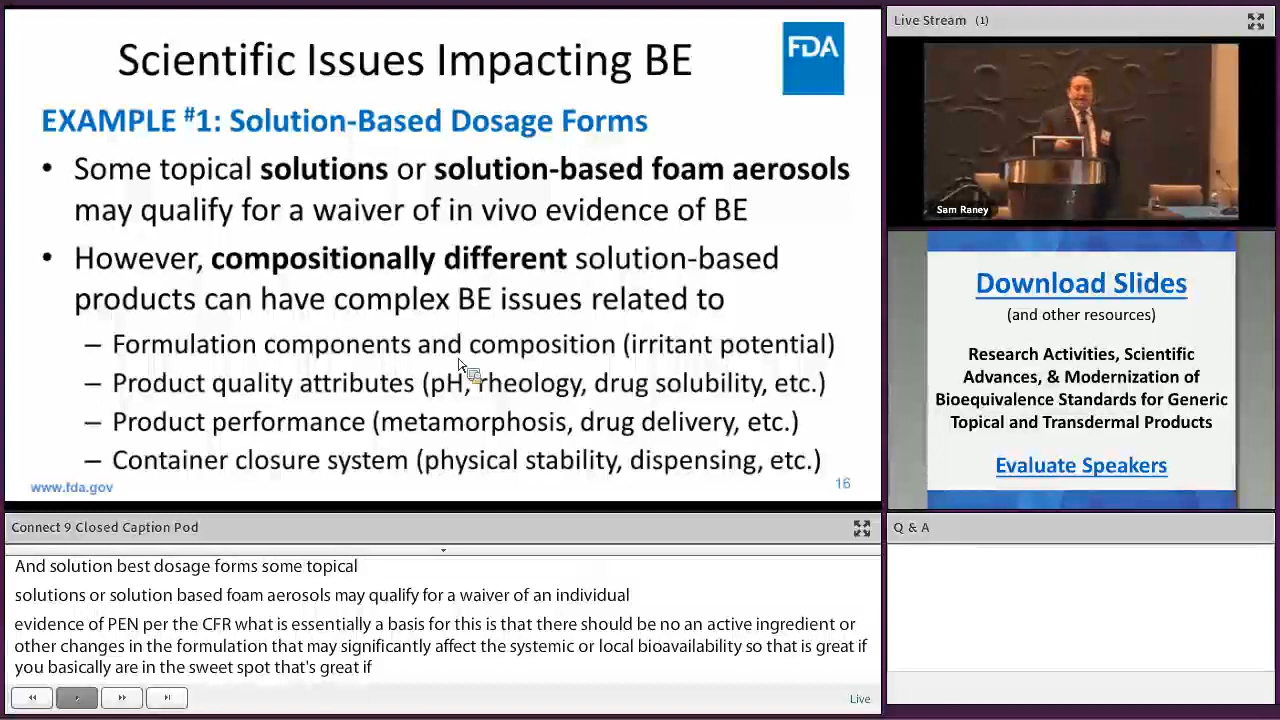 Scientific Issues Impacting BE
FDA
EXAMPLE #1: Solution-Based Dosage Forms
• Some topical solutions or solution-based foam aerosols
may qualify for a waiver of in vivo evidence of BE
• However, compositionally different solution-based
products can have complex BE issues related to
– Formulation components and composition (irritant potential)
– Product quality attributes (pH, rheology, drug solubility, etc.)
– Product performance (metamorphosis, drug delivery, etc.)
– Container closure system (physical stability, dispensing, etc.)
www.fda.gov
16
Live Stream (1)
Sam Raney
Download Slides
(and other resources)
Research Activities, Scientific
Advances, & Modernization of
Bioequivalence Standards for Generic
Topical and Transdermal Products
Evaluate Speakers
Connect 9 Closed Caption Pod
And solution best dosage forms some topical
solutions or solution based foam aerosols may qualify for a waiver of an individual
evidence of PEN per the CFR what is essentially a basis for this is that there should be no an active ingredient or
other changes in the formulation that may significantly affect the systemic or local bioavailability so that is great if
you basically are in the sweet spot that's great if
Live
Q & A